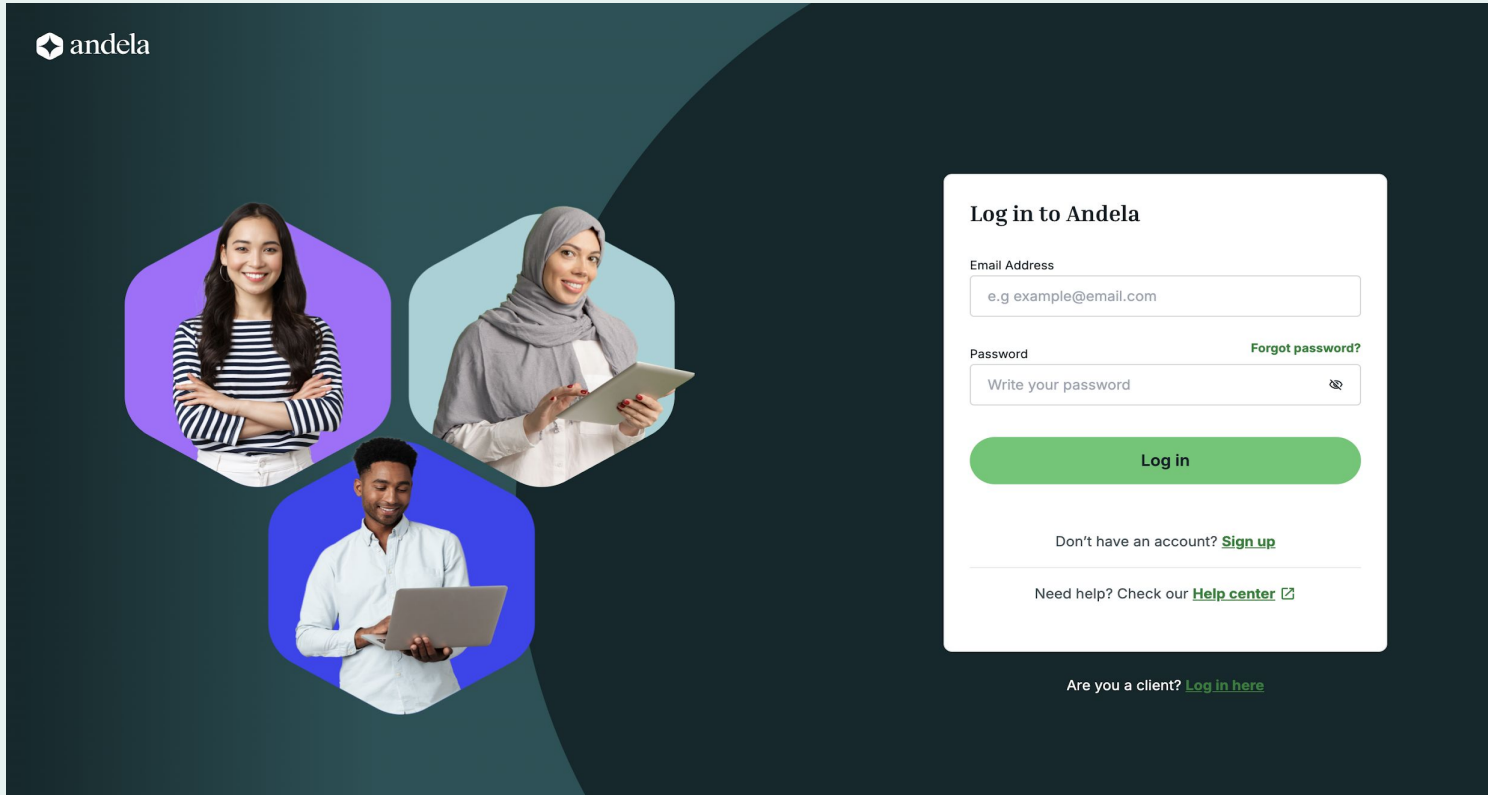 andela
Log in to Andela
Email Address
e.g example@email.com
Password
Forgot password?
Write your password
Log in
Don’t have an account? Sign up
Need help? Check our Help center
Are you a client? Log in here